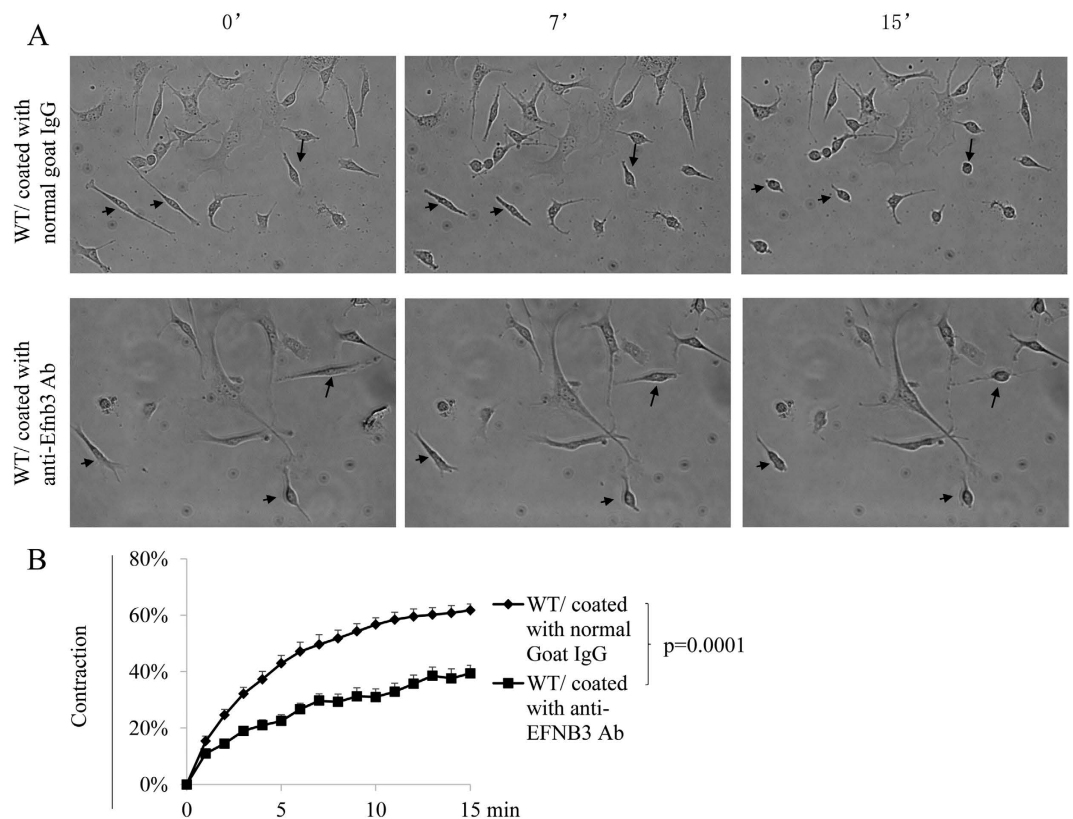 A
0’
7’
15’
WT/ coated with
normal goat IgG
WT/ coated with
anti-Efnb3 Ab
B
80%
60%
40%
20%
0%
Contraction
0
5
10
15 min
WT/ coated
with normal
Goat IgG
WT/ coated
with anti-
EFNB3 Ab
p=0.0001